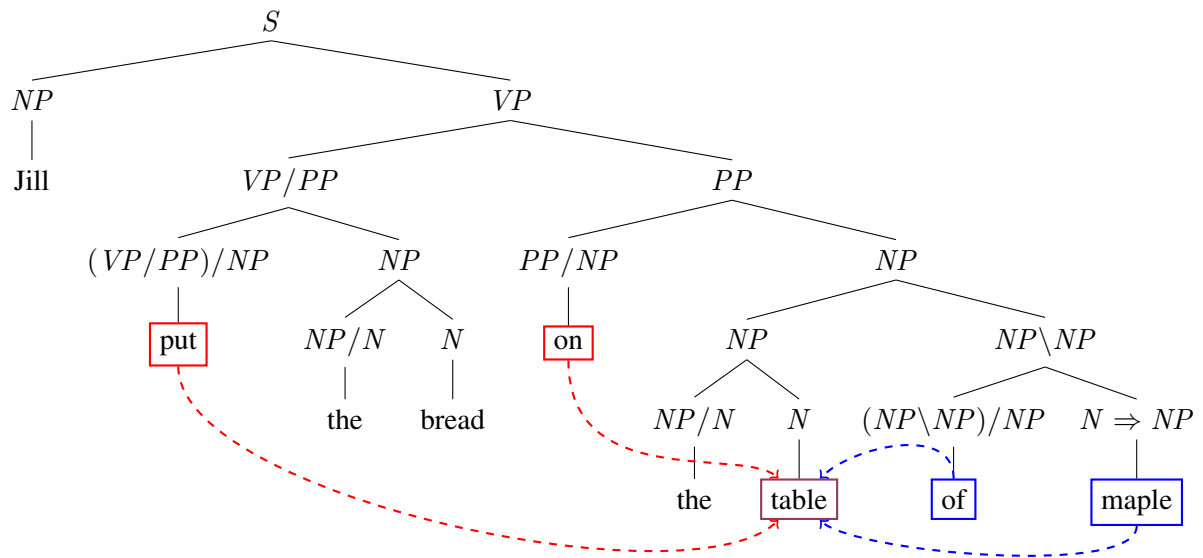 S
NP VP
Jill VP/PP PP
(VP/PP)/NP NP PP/NP NP
put NP/N N on NP NP\NP
the bread NP/N N (NP\NP)/NP N ⇒ NP
the table of maple